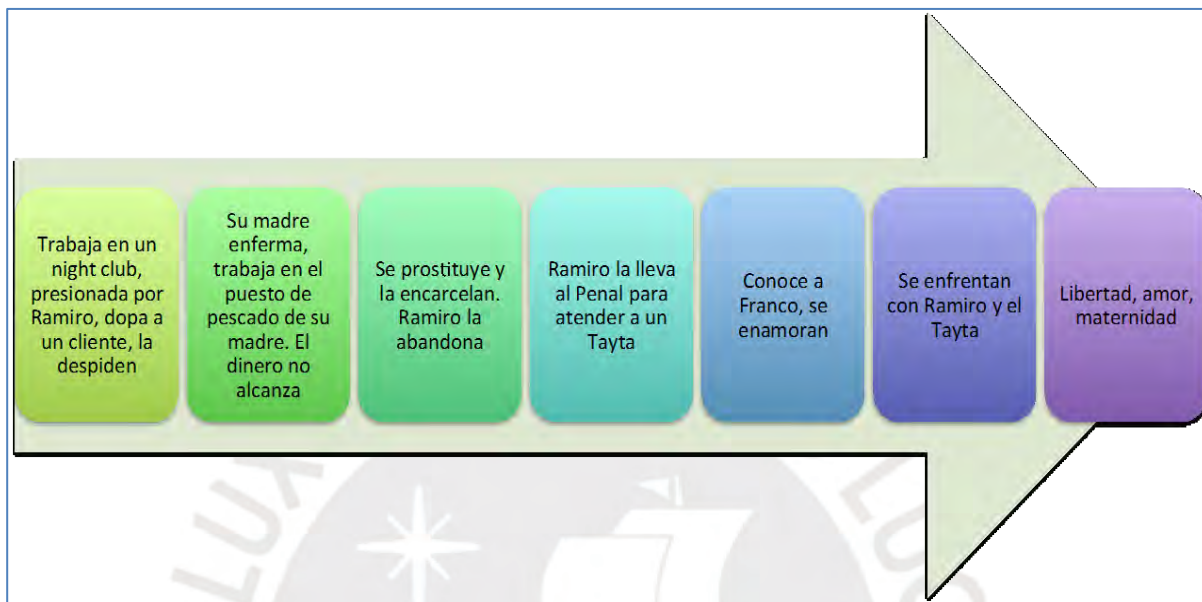 Trabaja en un
night club,
presionada por
Ramiro, dopa a
un cliente, la
despiden
Su madre
enferma,
trabaja en el
puesto de
pescado de su
madre. El
dinero no
alcanza
Se prostituye y
la encarcelan.
Ramiro la
abandona
Ramiro la lleva
al Penal para
atender a un
Tayta
Conoce a
Franco, se
enamoran
Se enfrentan
con Ramiro y el
Tayta
Libertad, amor,
maternidad
LUX
LUC